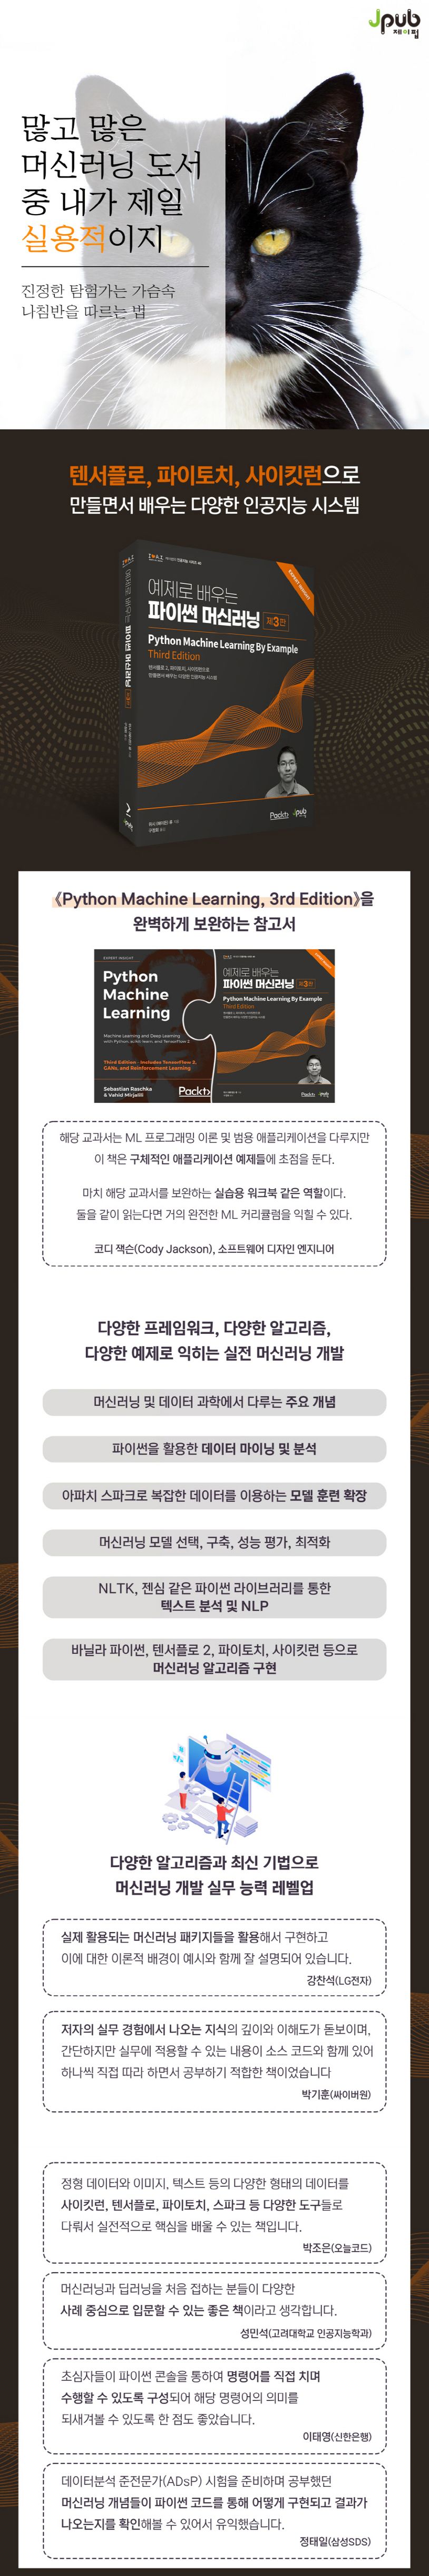 Jpub
제이펍
많고 많은
머신러닝 도서
중 내가 제일
실용적이지
진정한 탐험가는 가슴속
나침반을 따르는 법
텐서플로, 파이토치, 사이킷런으로
만들면서 배우는 다양한 인공지능 시스템
EXPERT INSIGHT
예제로 배우는
파이썬 머신러닝 제3판
Python Machine Learning By Example
Third Edition
텐서플로 2, 파이토치, 사이킷런으로
만들면서 배우는 다양한 인공지능 시스템
예제로 배우는 파이썬 머신러닝
Packt Jpub
《Python Machine Learning, 3rd Edition》을
완벽하게 보완하는 참고서
EXPERT INSIGHT
Python
Machine
Learning
Machine Learning and Deep Learning
with Python, scikit-learn, and TensorFlow 2
Third Edition - Includes TensorFlow 2,
GANs, and Reinforcement Learning
Sebastian Raschka
& Vahid Mirjalili
Packt
예제로 배우는
파이썬 머신러닝 제3판
Python Machine Learning By Example
Third Edition
Packt Jpub
해당 교과서는 ML 프로그래밍 이론 및 범용 애플리케이션을 다루지만
이 책은 구체적인 애플리케이션 예제들에 초점을 둔다.
마치 해당 교과서를 보완하는 실습용 워크북 같은 역할이다.
둘을 같이 읽는다면 거의 완전한 ML 커리큘럼을 익힐 수 있다.
코디 잭슨(Cody Jackson), 소프트웨어 디자인 엔지니어
다양한 프레임워크, 다양한 알고리즘,
다양한 예제로 익히는 실전 머신러닝 개발
머신러닝 및 데이터 과학에서 다루는 주요 개념
파이썬을 활용한 데이터 마이닝 및 분석
아파치 스파크로 복잡한 데이터를 이용하는 모델 훈련 확장
머신러닝 모델 선택, 구축, 성능 평가, 최적화
NLTK, 젠심 같은 파이썬 라이브러리를 통한
텍스트 분석 및 NLP
바닐라 파이썬, 텐서플로 2, 파이토치, 사이킷런 등으로
머신러닝 알고리즘 구현
다양한 알고리즘과 최신 기법으로
머신러닝 개발 실무 능력 레벨업
실제 활용되는 머신러닝 패키지들을 활용해서 구현하고
이에 대한 이론적 배경이 예시와 함께 잘 설명되어 있습니다.
강찬석(LG전자)
저자의 실무 경험에서 나오는 지식의 깊이와 이해도가 돋보이며,
간단하지만 실무에 적용할 수 있는 내용이 소스 코드와 함께 있어
하나씩 직접 따라 하면서 공부하기 적합한 책이었습니다
박기훈(싸이버원)
정형 데이터와 이미지, 텍스트 등의 다양한 형태의 데이터를
사이킷런, 텐서플로, 파이토치, 스파크 등 다양한 도구들로
다뤄서 실전적으로 핵심을 배울 수 있는 책입니다.
박조은(오늘코드)
머신러닝과 딥러닝을 처음 접하는 분들이 다양한
사례 중심으로 입문할 수 있는 좋은 책이라고 생각합니다.
성민석(고려대학교 인공지능학과)
초심자들이 파이썬 콘솔을 통하여 명령어를 직접 치며
수행할 수 있도록 구성되어 해당 명령어의 의미를
되새겨볼 수 있도록 한 점도 좋았습니다.
이태영(신한은행)
데이터분석 준전문가(ADsP) 시험을 준비하며 공부했던
머신러닝 개념들이 파이썬 코드를 통해 어떻게 구현되고 결과가
나오는지를 확인해볼 수 있어서 유익했습니다.
정태일(삼성SDS)